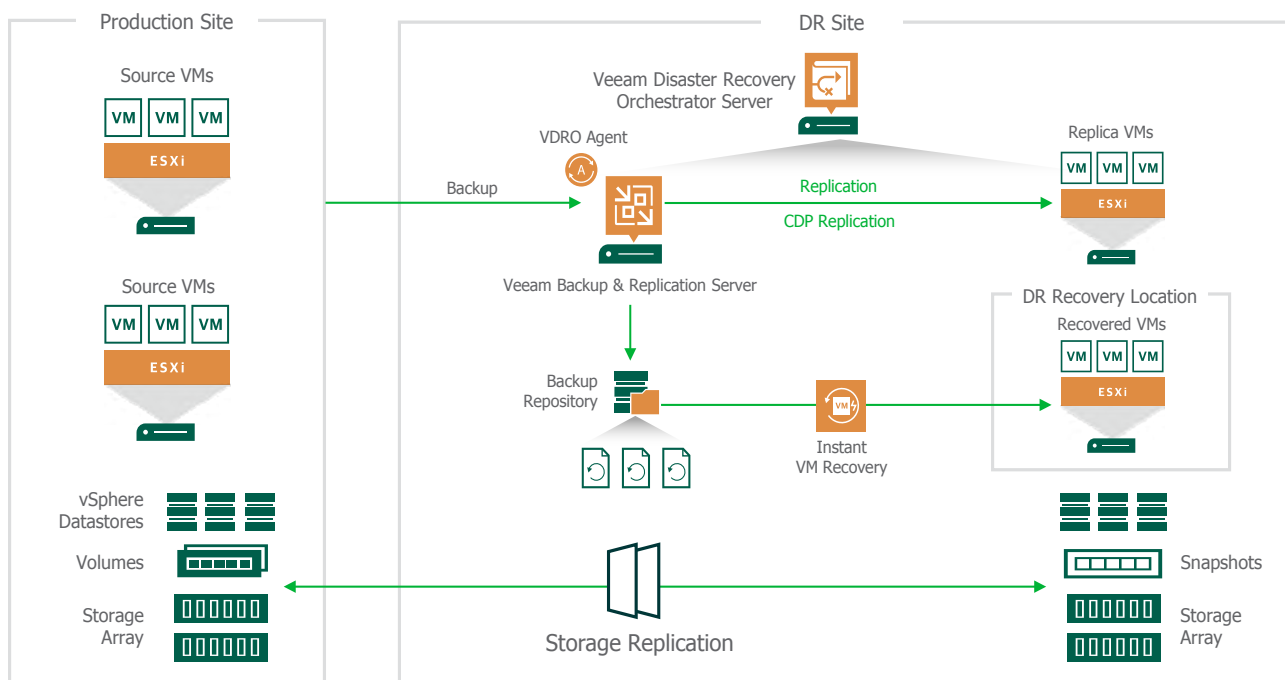 Production Site
Source VMs
VM VM VM
ESXi
Source VMs
VM VM VM
ESXi
vSphere
Datastores
Volumes
Storage
Array
Backup
DR Site
Veeam Disaster Recovery
Orchestrator Server
VDRO Agent
A
Replication
CDP Replication
Veeam Backup & Replication Server
Replica VMs
VM VM VM
ESXi
Backup
Repository
VM
Instant
VM Recovery
DR Recovery Location
Recovered VMs
VM VM VM
ESXi
Storage Replication
Snapshots
Storage
Array